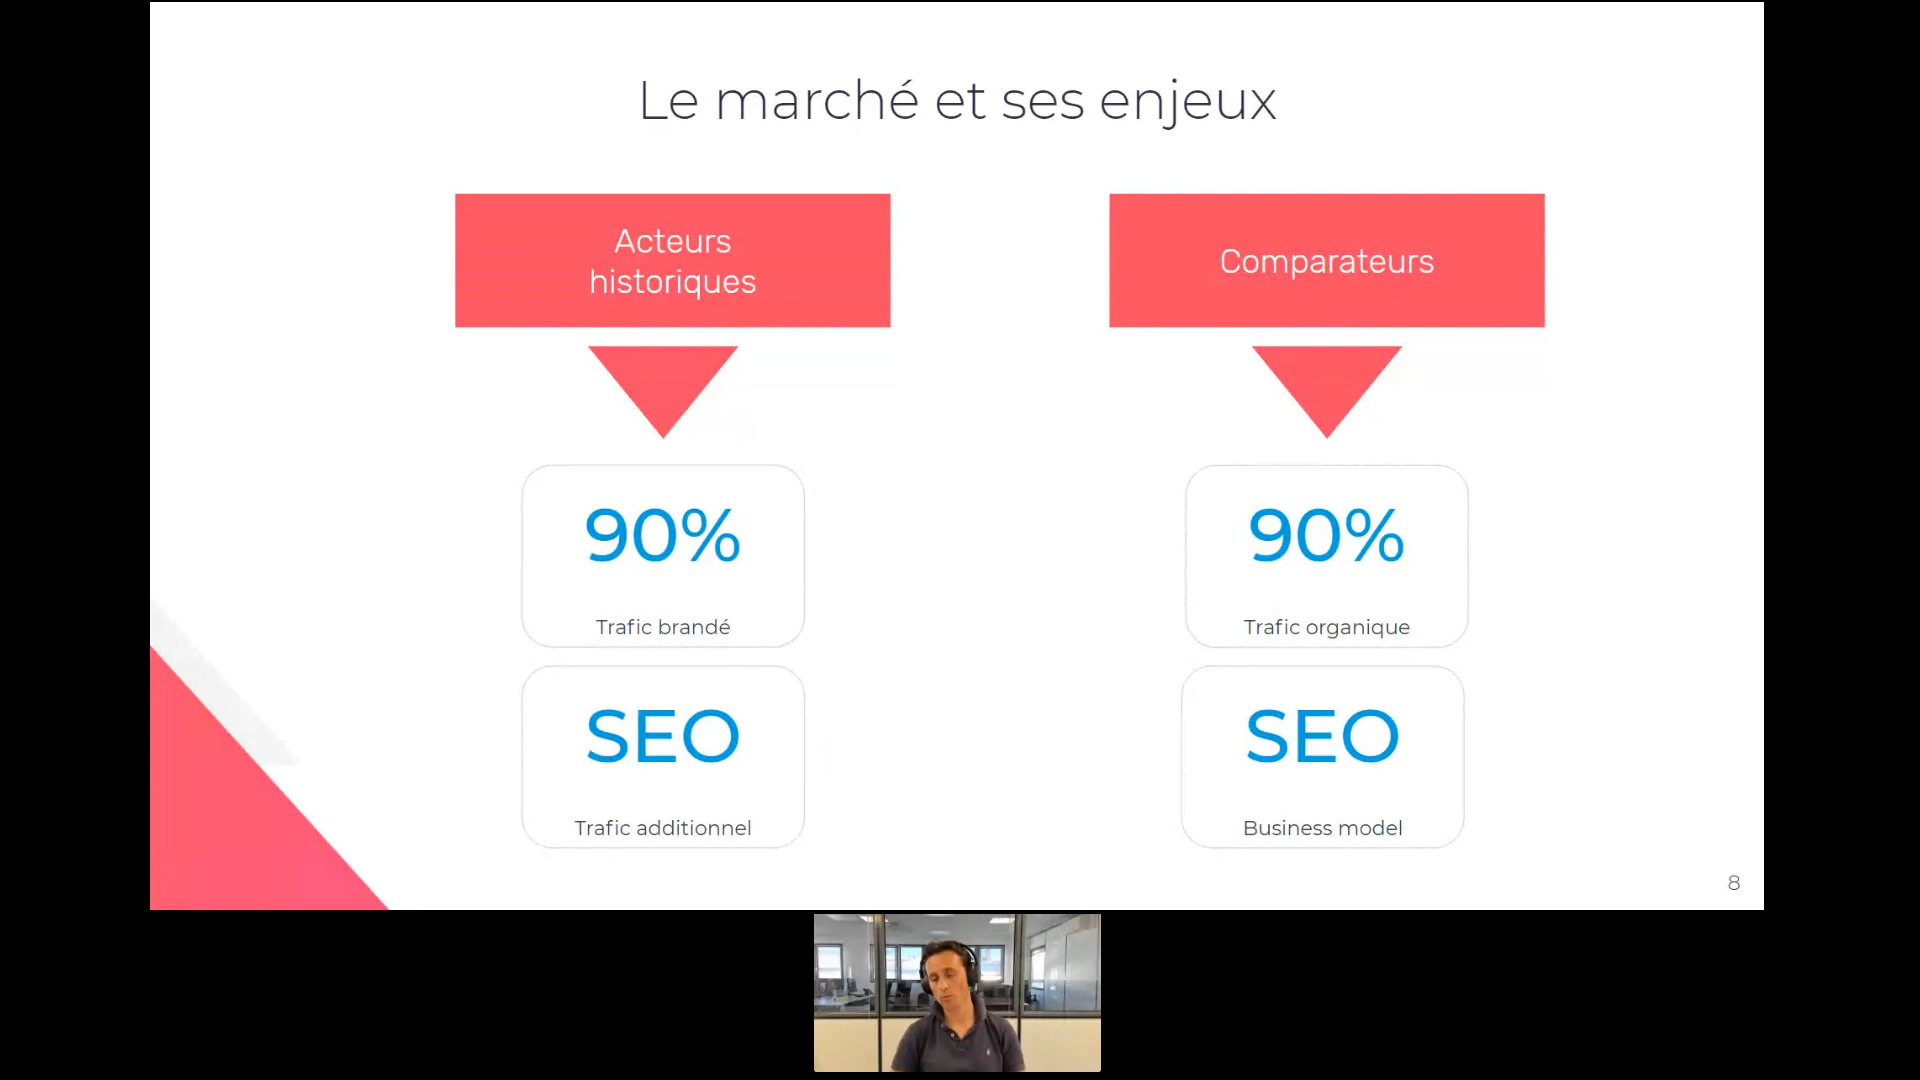 Le marché et ses enjeux
Acteurs
historiques
Comparateurs
90%
Trafic brandé
90%
Trafic organique
SEO
Trafic additionnel
SEO
Business model
8